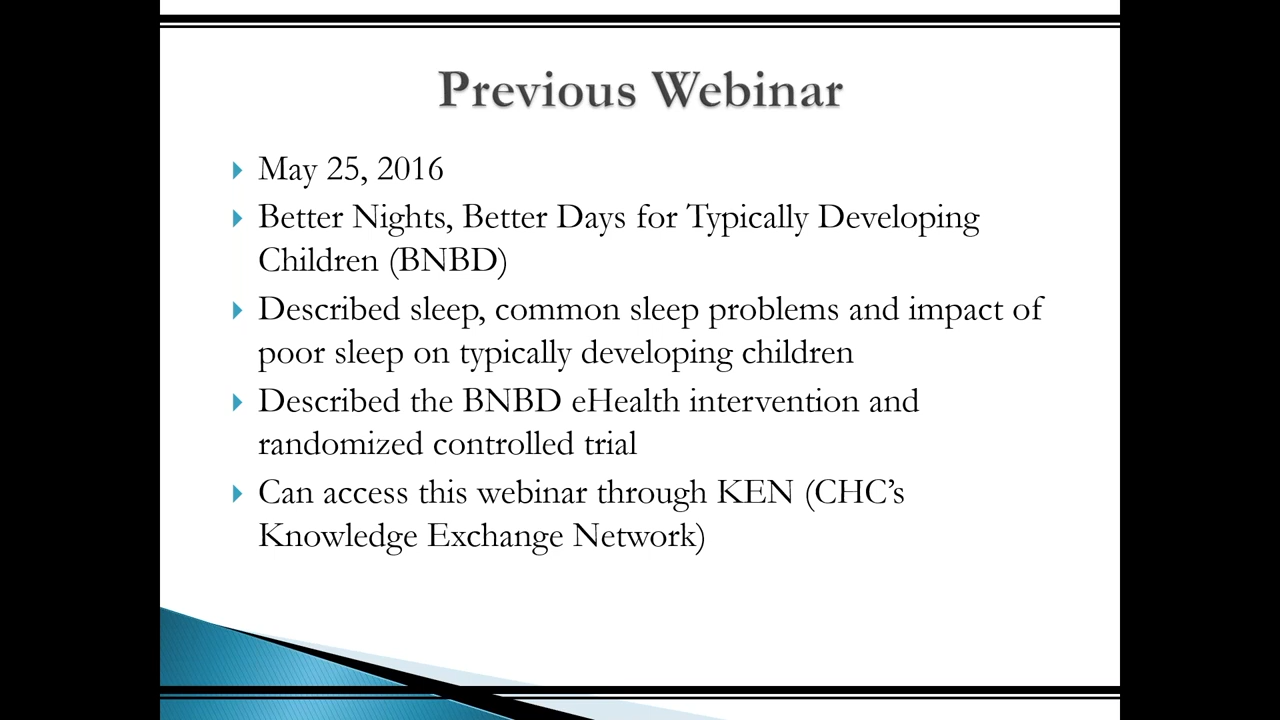 Previous Webinar
May 25, 2016
Better Nights, Better Days for Typically Developing
Children (BNBD)
Described sleep, common sleep problems and impact of
poor sleep on typically developing children
Described the BNBD eHealth intervention and
randomized controlled trial
Can access this webinar through KEN (CHC’s
Knowledge Exchange Network)